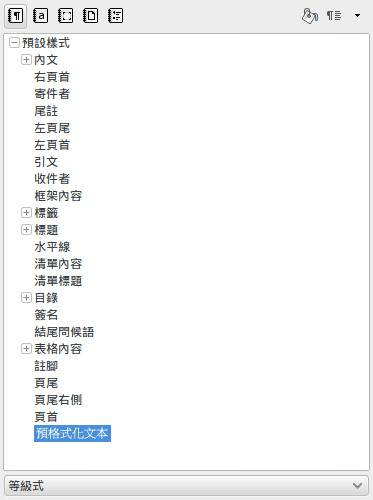 預設樣式
內文
右頁首
寄件者
尾註
左頁尾
左頁首
引文
收件者
框架內容
標籤
標題
水平線
清單內容
清單標題
目錄
簽名
結尾問候語
表格內容
註腳
頁尾
頁尾右側
頁首
預格式化文本
等級式